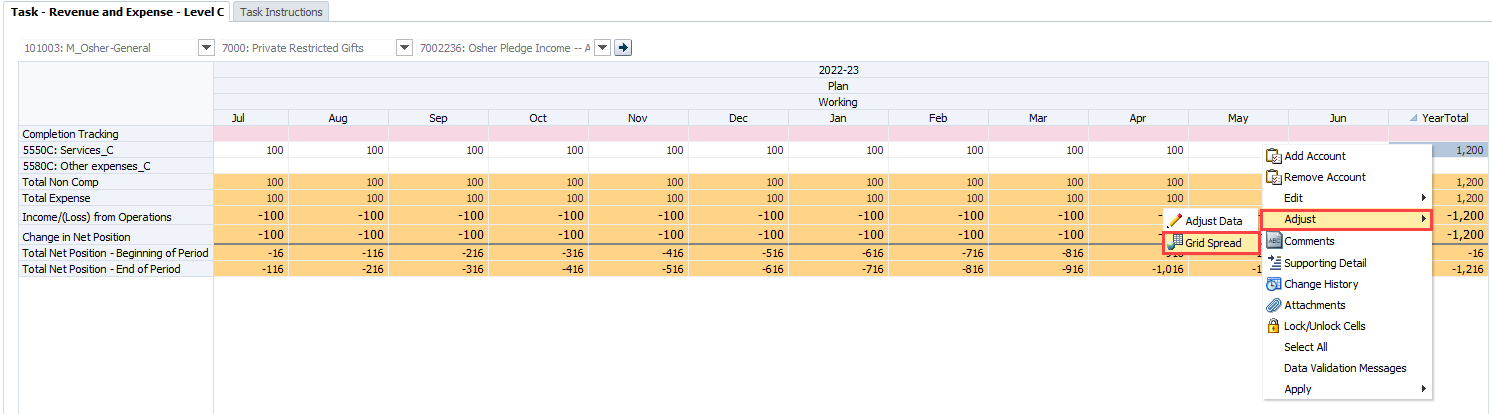 Task - Revenue and Expense - Level C Task Instructions
101003: M_Osher-General 7000: Private Restricted Gifts 7002236: Osher Pledge Income -- A
2022-23
Plan
Working
Jul Aug Sep Oct Nov Dec Jan Feb Mar Apr May Jun YearTotal
Completion Tracking
5550C: Services_C 100 100 100 100 100 100 100 100 100 100 1,200
5580C: Other expenses_C
Total Non Comp 100 100 100 100 100 100 100 100 100 100 1,200
Total Expense 100 100 100 100 100 100 100 100 100 100 1,200
Income/(Loss) from Operations -100 -100 -100 -100 -100 -100 -100 -100 -100 -1,200
Change in Net Position -100 -100 -100 -100 -100 -100 -100 -100 -100 -1,200
Total Net Position - Beginning of Period -16 -116 -216 -316 -416 -516 -616 -716 -816 -16
Total Net Position - End of Period -116 -216 -316 -416 -516 -616 -716 -816 -916 -1,016 -1 -1,216
Add Account
Remove Account
Edit
Adjust
Adjust Data
Grid Spread
Comments
Supporting Detail
Change History
Attachments
Lock/Unlock Cells
Select All
Data Validation Messages
Apply